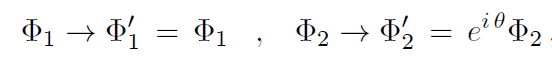 Φ₁ → Φ′₁ = Φ₁ , Φ₂ → Φ′₂ = e^{iθ}Φ₂ .